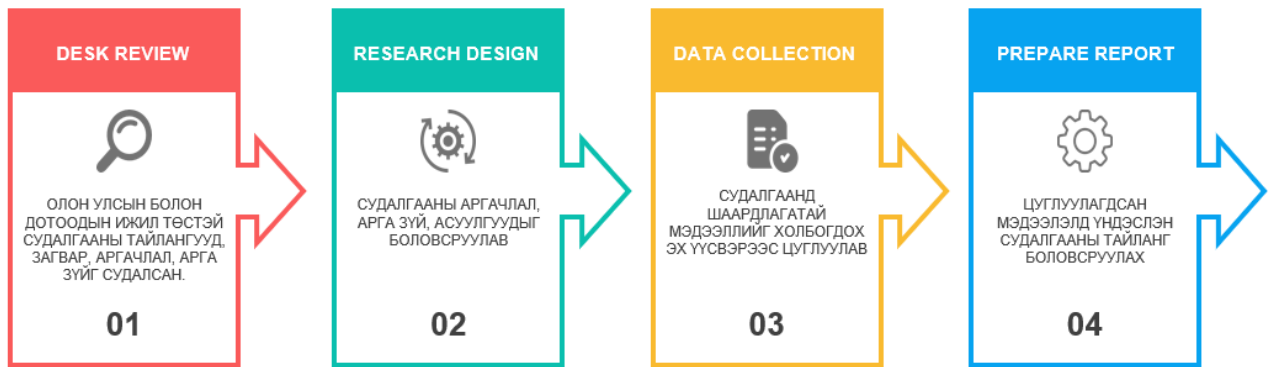 DESK REVIEW
ОЛОН УЛСЫН БОЛОН
ДОТООДЫН ИЖИЛ ТӨСТЭЙ
СУДАЛГААНЫ ТАЙЛАНГУУД,
ЗАГВАР, АРГАЧЛАЛ, АРГА
ЗҮЙГ СУДАЛСАН.
01
RESEARCH DESIGN
СУДАЛГААНЫ АРГАЧЛАЛ,
АРГА ЗҮЙ, АСУУЛГУУДЫГ
БОЛОВСРУУЛАВ
02
DATA COLLECTION
СУДАЛГААНД
ШААРДЛАГАТАЙ
МЭДЭЭЛЛИЙГ ХОЛБОГДОХ
ЭХ ҮҮСВЭРЭЭС ЦУГЛУУЛАВ
03
PREPARE REPORT
ЦУГЛУУЛАГДСАН
МЭДЭЭЛЭЛД ҮНДЭСЛЭН
СУДАЛГААНЫ ТАЙЛАНГ
БОЛОВСРУУЛАХ
04